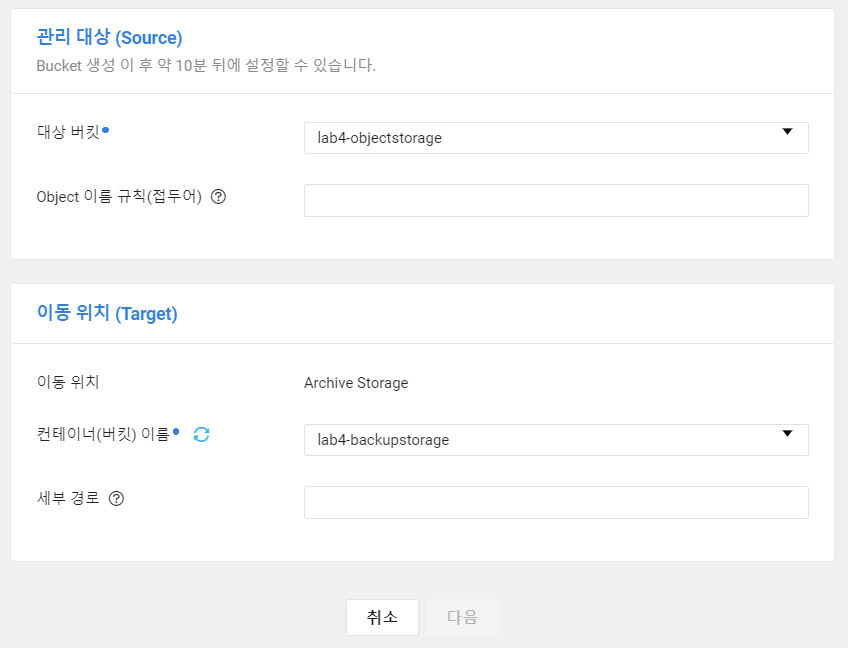 관리 대상 (Source)
Bucket 생성 이 후 약 10분 뒤에 설정할 수 있습니다.
대상 버킷
lab4-objectstorage
Object 이름 규칙(접두어)
이동 위치 (Target)
이동 위치
Archive Storage
컨테이너(버킷) 이름
lab4-backupstorage
세부 경로
취소
다음